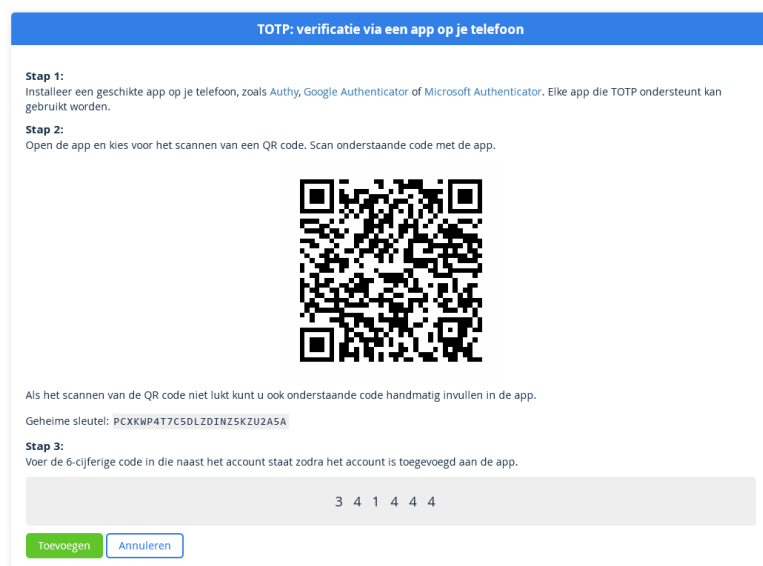 TOTP: verificatie via een app op je telefoon
Stap 1:
Installeer een geschikte app op je telefoon, zoals Authy, Google Authenticator of Microsoft Authenticator. Elke app die TOTP ondersteunt kan
gebruikt worden.
Stap 2:
Open de app en kies voor het scannen van een QR code. Scan onderstaande code met de app.
Als het scannen van de QR code niet lukt kunt u ook onderstaande code handmatig invullen in de app.
Geheime sleutel: PCXKWP4T7C5DLZDINZ5KZU2A5A
Stap 3:
Voer de 6-cijferige code in die naast het account staat zodra het account is toegevoegd aan de app.
3 4 1 4 4 4
Toevoegen Annuleren